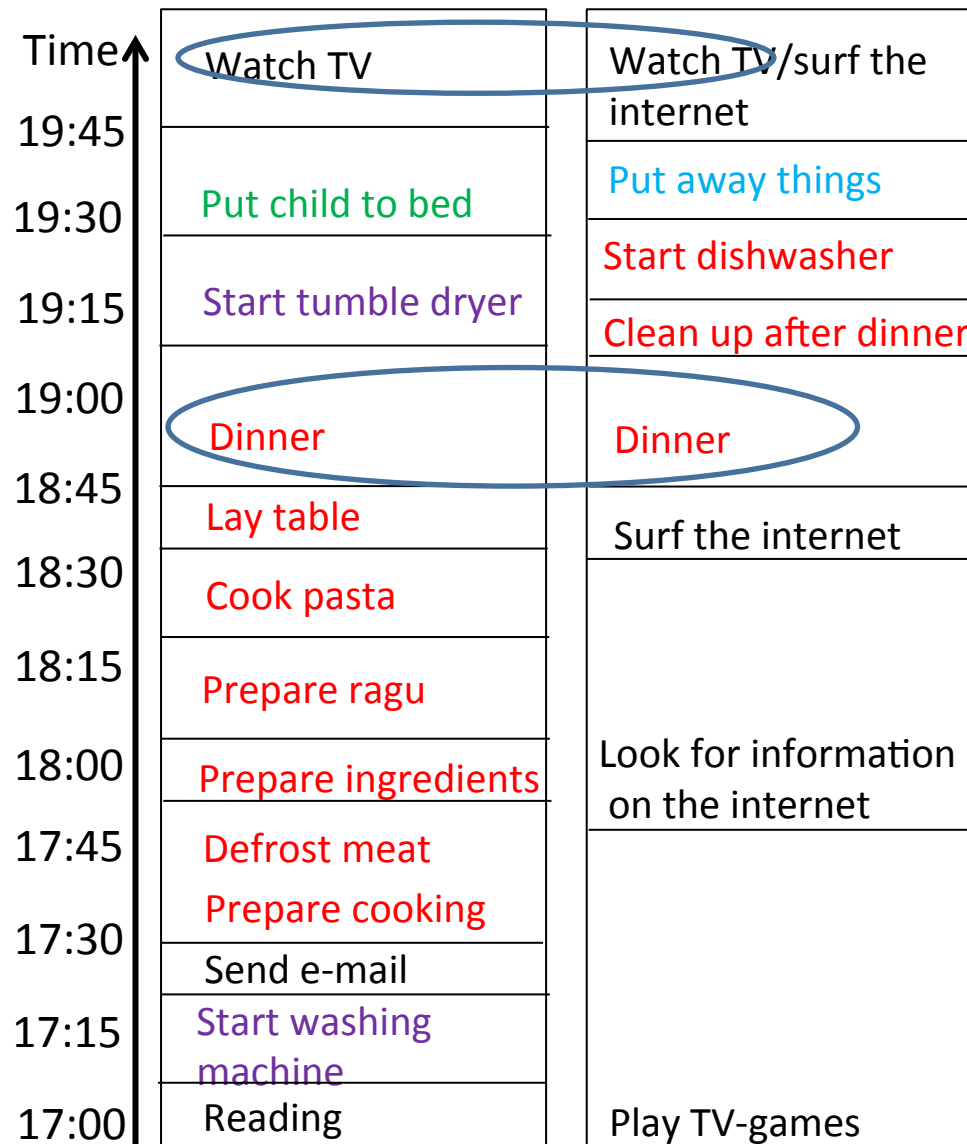 Time
19:45
19:30
19:15
19:00
18:45
18:30
18:15
18:00
17:45
17:30
17:15
17:00
Watch TV
Put child to bed
Start tumble dryer
Dinner
Lay table
Cook pasta
Prepare ragu
Prepare ingredients
Defrost meat
Prepare cooking
Send e-mail
Start washing
machine
Reading
Watch TV/surf the
internet
Put away things
Start dishwasher
Clean up after dinner
Dinner
Surf the internet
Look for information
on the internet
Play TV-games